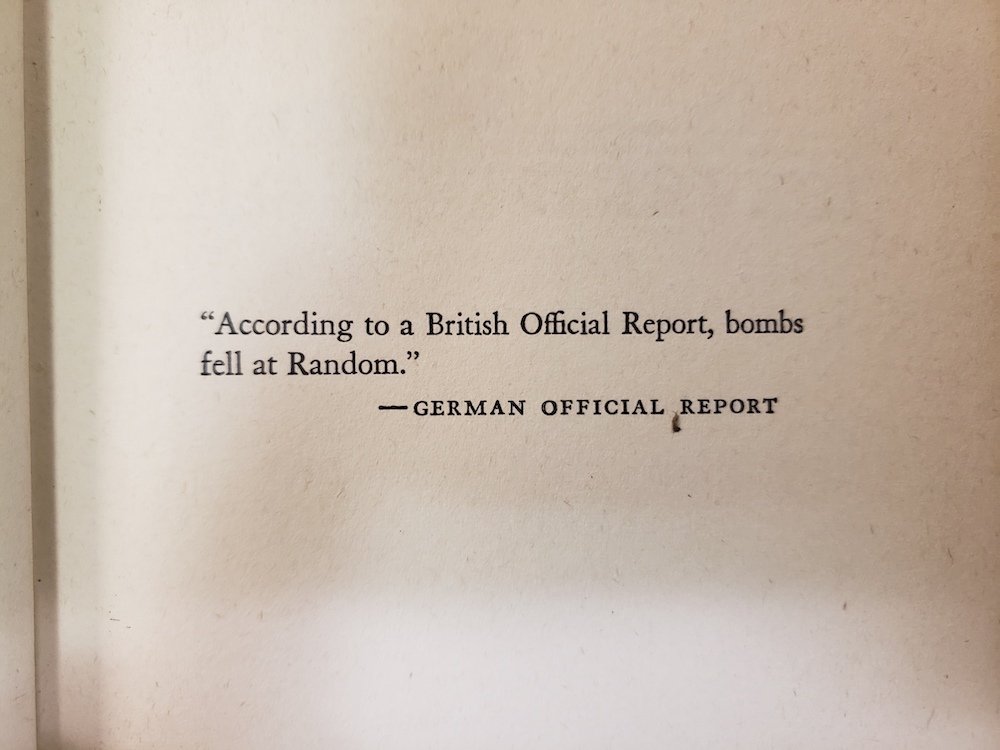 “According to a British Official Report, bombs
fell at Random.”
—GERMAN OFFICIAL REPORT